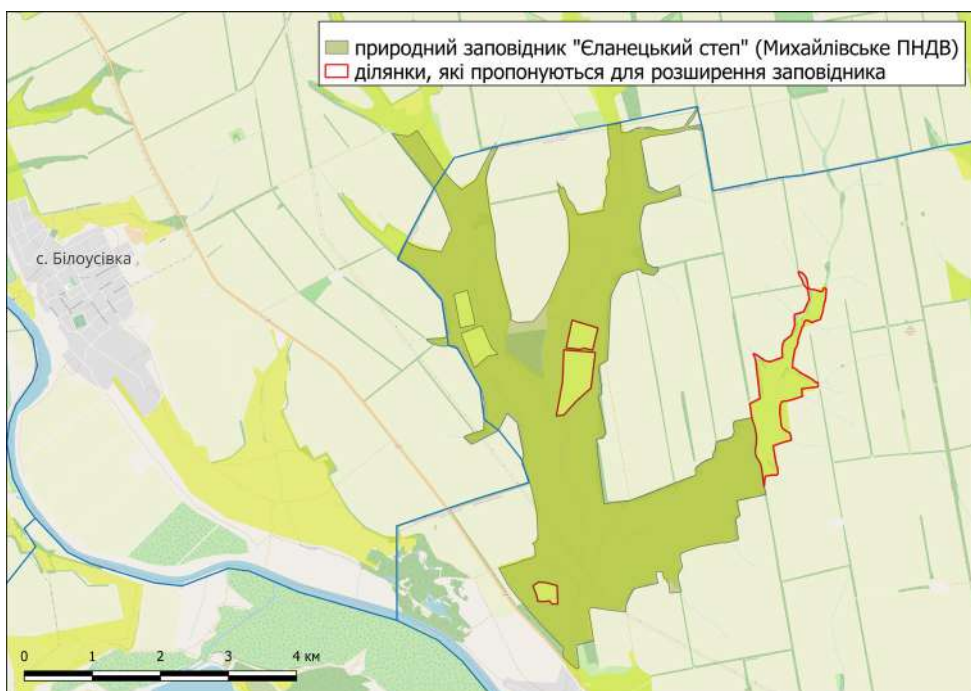 природний заповідник "Єланецький степ" (Михайлівське ПНДВ)
ділянки, які пропонуються для розширення заповідника
с. Білоусівка
0 1 2 3 4 км